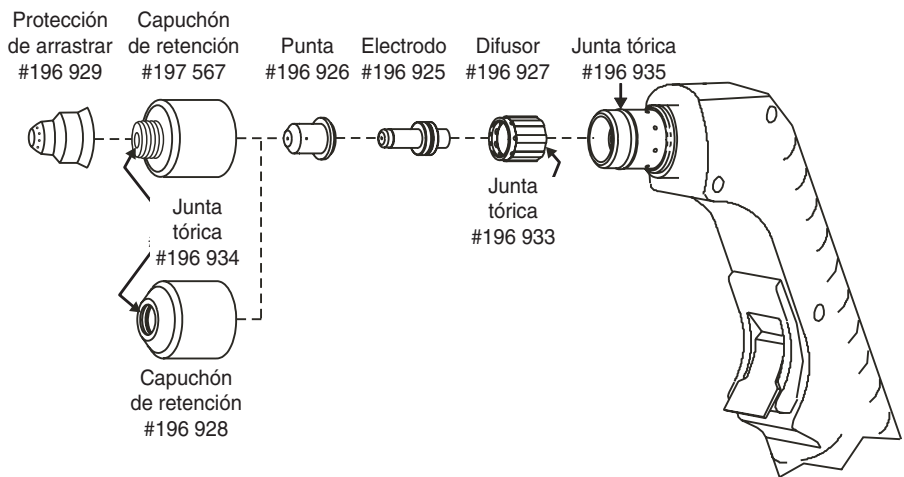 Protección
de arrastrar
#196 929
Capuchón
de retención
#197 567
Punta
#196 926
Electrodo
#196 925
Difusor
#196 927
Junta tórica
#196 935
Junta
tórica
#196 934
Junta
tórica
#196 933
Capuchón
de retención
#196 928